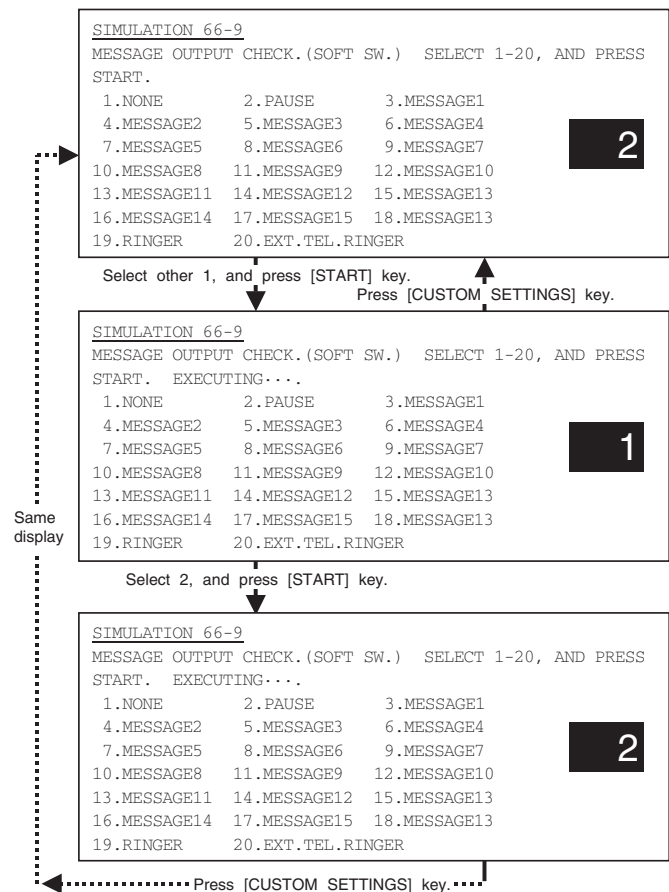 SIMULATION 66-9
MESSAGE OUTPUT CHECK.(SOFT SW.) SELECT 1-20, AND PRESS
START.
1.NONE 2.PAUSE 3.MESSAGE1
4.MESSAGE2 5.MESSAGE3 6.MESSAGE4
7.MESSAGE5 8.MESSAGE6 9.MESSAGE7
10.MESSAGE8 11.MESSAGE9 12.MESSAGE10
13.MESSAGE11 14.MESSAGE12 15.MESSAGE13
16.MESSAGE14 17.MESSAGE15 18.MESSAGE13
19.RINGER 20.EXT.TEL.RINGER
2
Select other 1, and press [START] key.
Press [CUSTOM SETTINGS] key.
SIMULATION 66-9
MESSAGE OUTPUT CHECK.(SOFT SW.) SELECT 1-20, AND PRESS
START. EXECUTING····.
1.NONE 2.PAUSE 3.MESSAGE1
4.MESSAGE2 5.MESSAGE3 6.MESSAGE4
7.MESSAGE5 8.MESSAGE6 9.MESSAGE7
10.MESSAGE8 11.MESSAGE9 12.MESSAGE10
13.MESSAGE11 14.MESSAGE12 15.MESSAGE13
16.MESSAGE14 17.MESSAGE15 18.MESSAGE13
19.RINGER 20.EXT.TEL.RINGER
1
Same
display
Select 2, and press [START] key.
SIMULATION 66-9
MESSAGE OUTPUT CHECK.(SOFT SW.) SELECT 1-20, AND PRESS
START. EXECUTING····.
1.NONE 2.PAUSE 3.MESSAGE1
4.MESSAGE2 5.MESSAGE3 6.MESSAGE4
7.MESSAGE5 8.MESSAGE6 9.MESSAGE7
10.MESSAGE8 11.MESSAGE9 12.MESSAGE10
13.MESSAGE11 14.MESSAGE12 15.MESSAGE13
16.MESSAGE14 17.MESSAGE15 18.MESSAGE13
19.RINGER 20.EXT.TEL.RINGER
2
Press [CUSTOM SETTINGS] key.